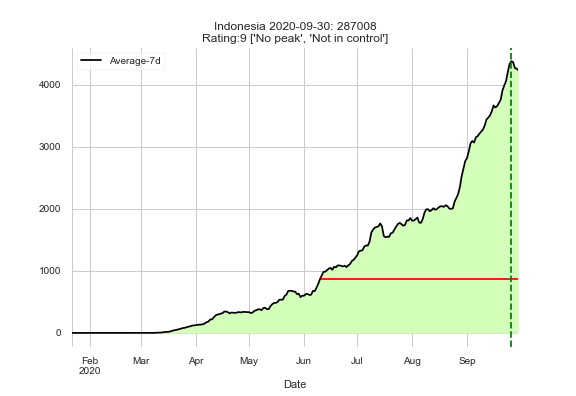 Indonesia 2020-09-30: 287008
Rating:9 ['No peak', 'Not in control']
Average-7d
4000
3000
2000
1000
0
Feb Mar Apr May Jun Jul Aug Sep
2020
Date